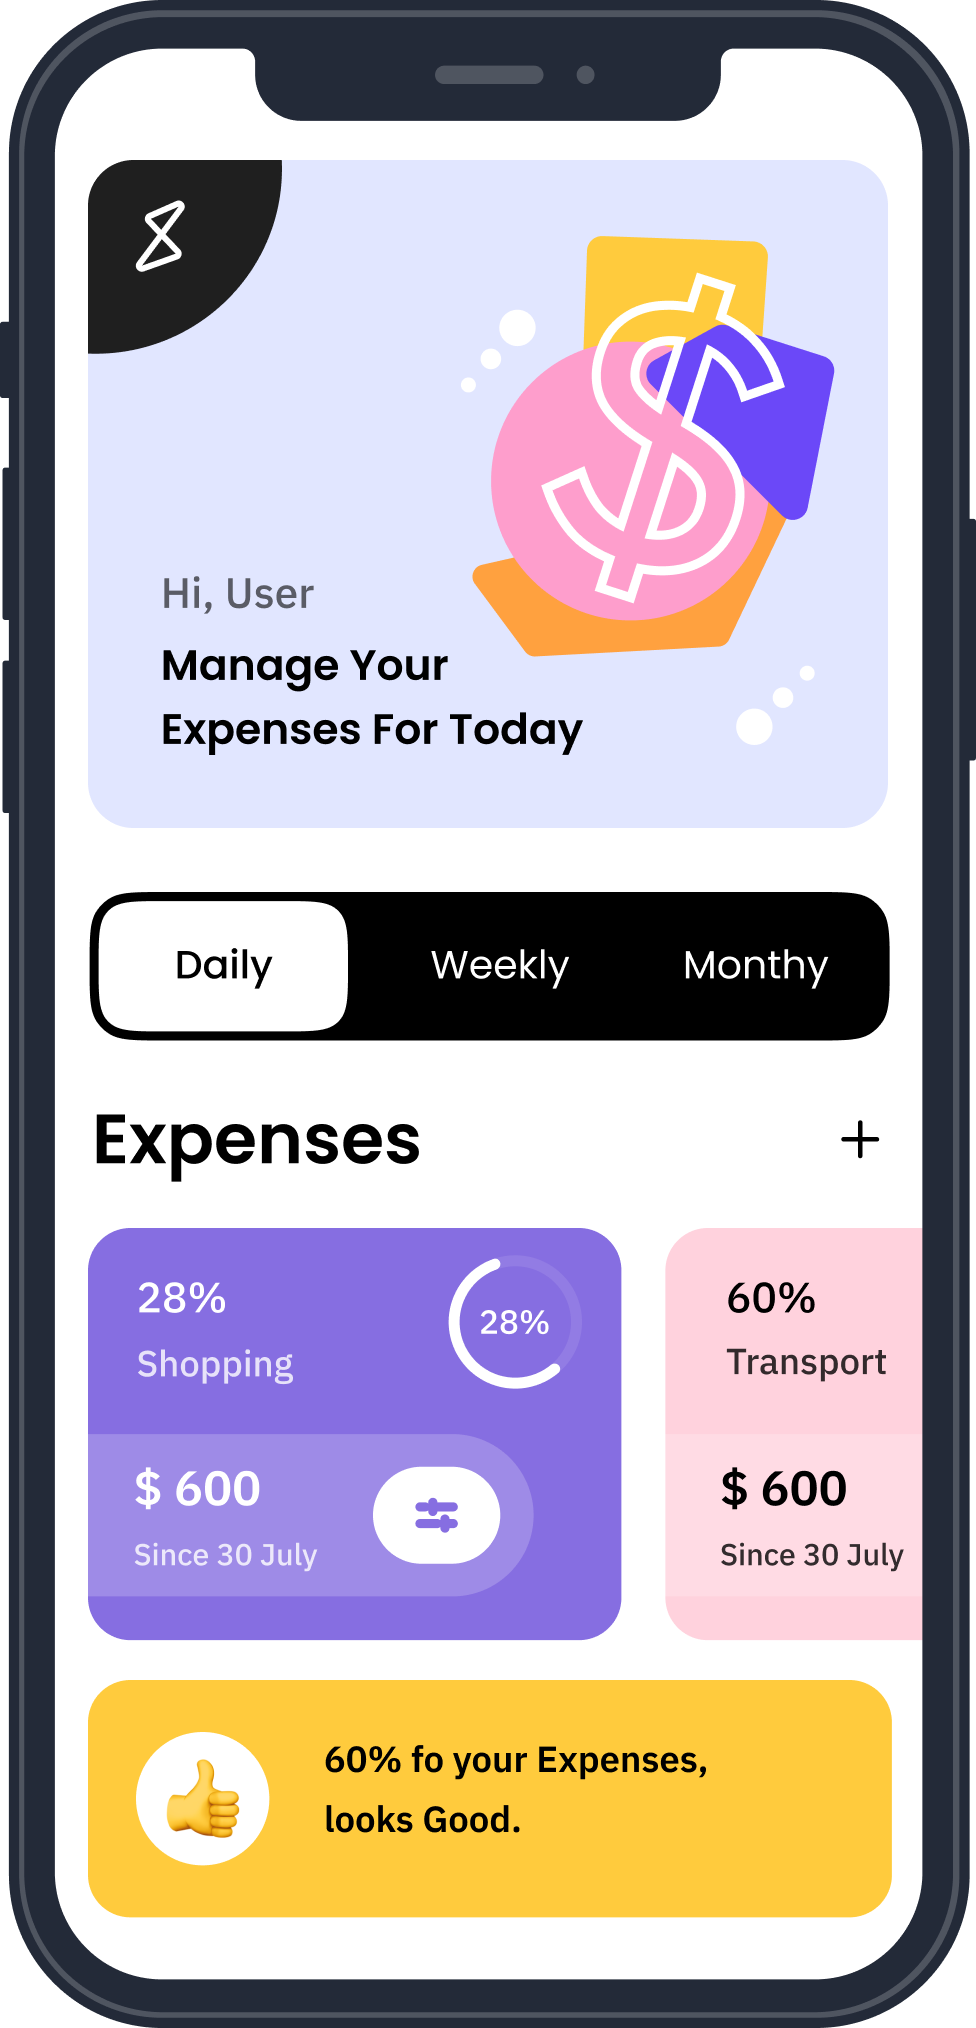 Hi, User
Manage Your
Expenses For Today
Daily Weekly Monthy
Expenses
28%
28%
Shopping
$ 600
Since 30 July
60%
Transport
$ 600
Since 30 July
60% fo your Expenses,
looks Good.